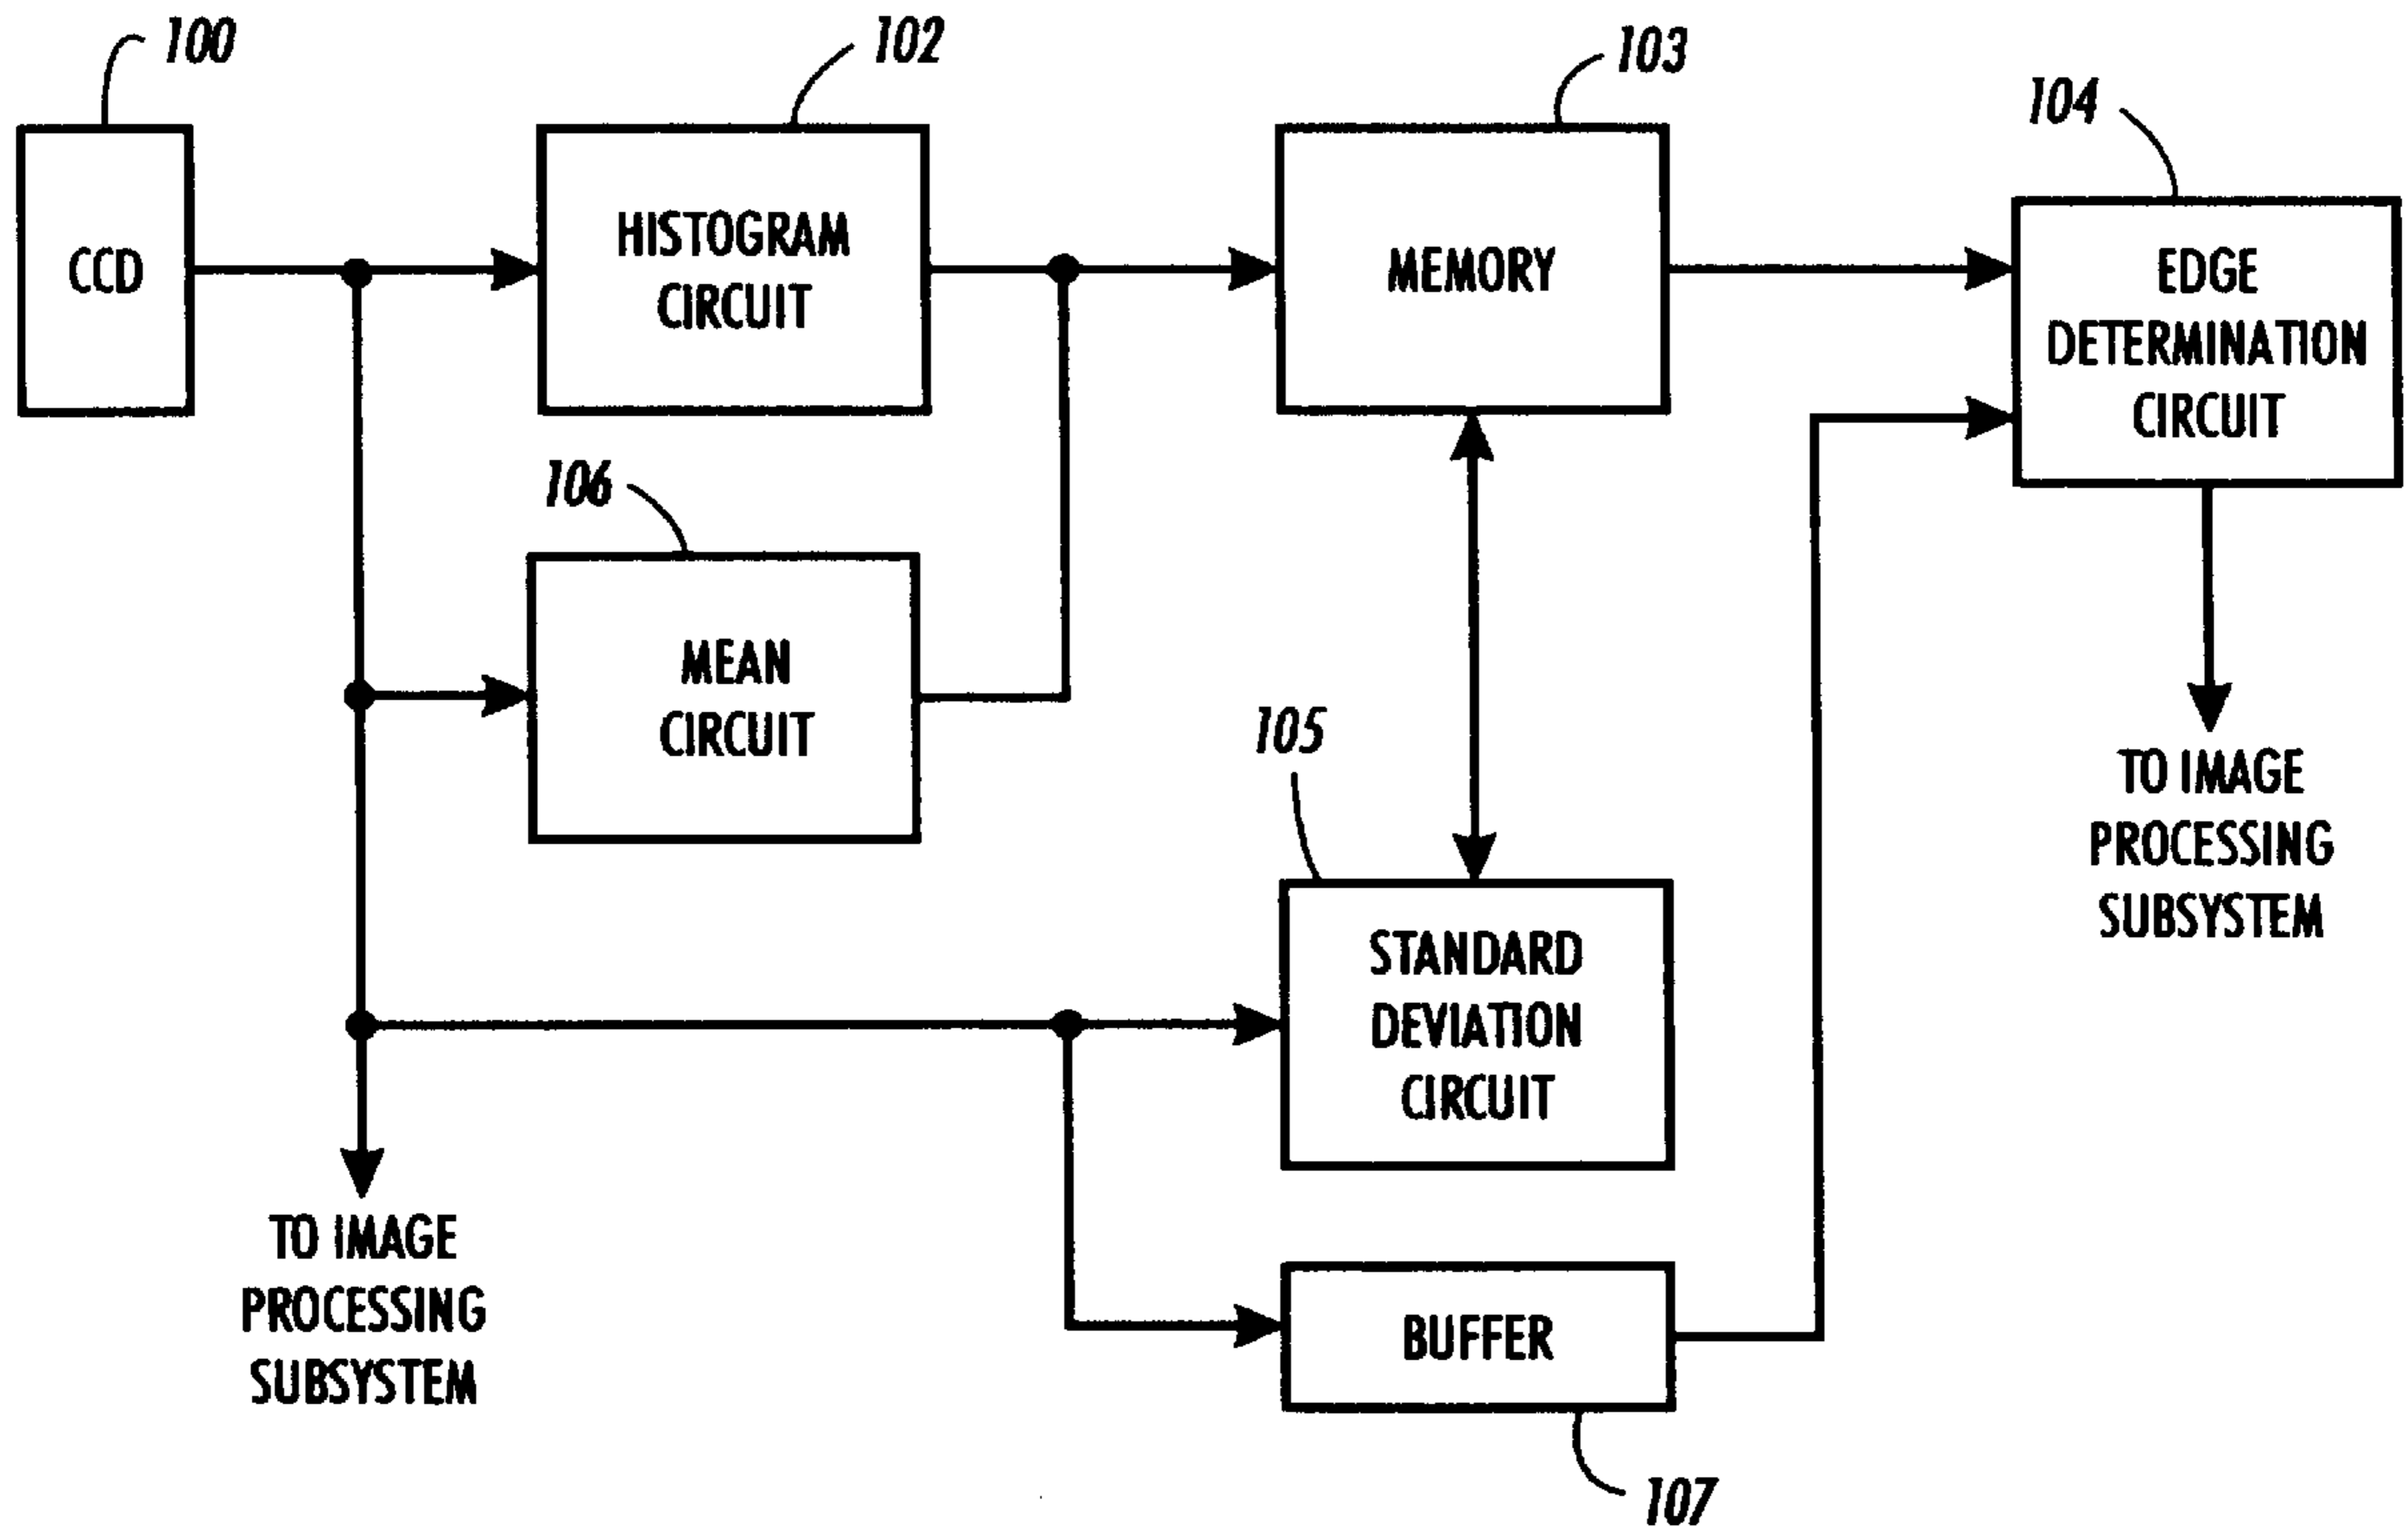 100
102
103
104
CCD
HISTOGRAM
CIRCUIT
MEMORY
EDGE
DETERMINATION
CIRCUIT
106
MEAN
CIRCUIT
105
TO IMAGE
PROCESSING
SUBSYSTEM
STANDARD
DEVIATION
CIRCUIT
TO IMAGE
PROCESSING
SUBSYSTEM
BUFFER
107